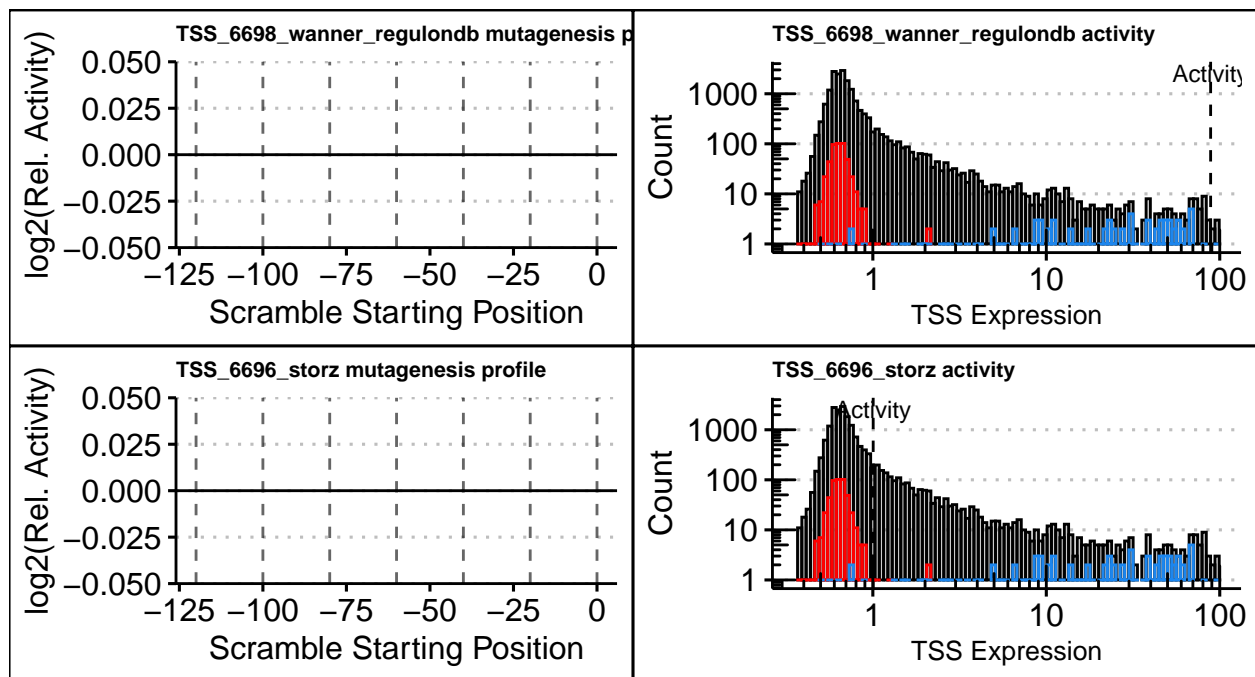 TSS_6698_wanner_regulondb mutagenesis p
log2(Rel. Activity)
0.050
0.025
0.000
−0.025
−0.050
−125 −100 −75 −50 −25 0
Scramble Starting Position
TSS_6698_wanner_regulondb activity
Activity
Count
1000
100
10
1
1 10 100
TSS Expression
TSS_6696_storz mutagenesis profile
log2(Rel. Activity)
0.050
0.025
0.000
−0.025
−0.050
−125 −100 −75 −50 −25 0
Scramble Starting Position
TSS_6696_storz activity
Activity
Count
1000
100
10
1
1 10 100
TSS Expression